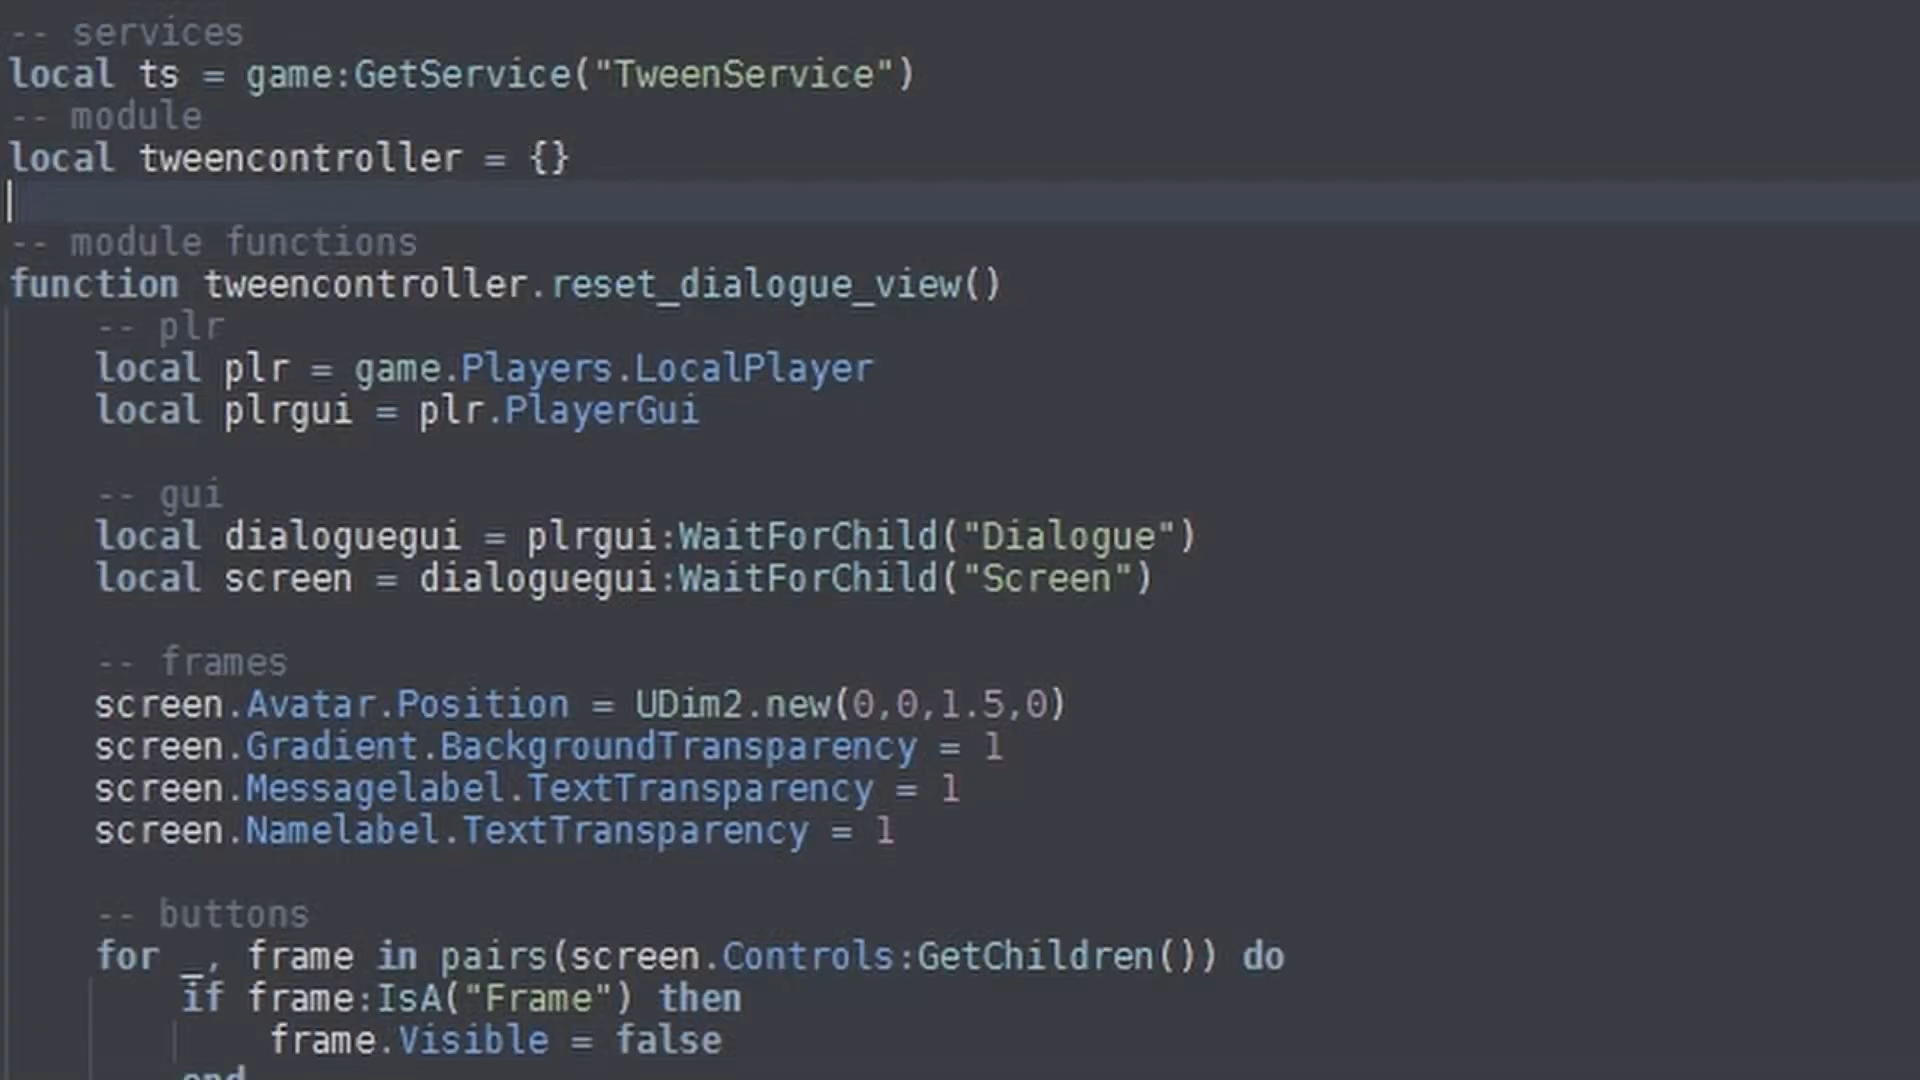 -- services
local ts = game:GetService("TweenService")
-- module
local tweencontroller = {}
-- module functions
function tweencontroller.reset_dialogue_view()
-- plr
local plr = game.Players.LocalPlayer
local plrgui = plr.PlayerGui
-- gui
local dialoguegui = plrgui:WaitForChild("Dialogue")
local screen = dialoguegui:WaitForChild("Screen")
-- frames
screen.Avatar.Position = UDim2.new(0,0,1.5,0)
screen.Gradient.BackgroundTransparency = 1
screen.Messagelabel.TextTransparency = 1
screen.Namelabel.TextTransparency = 1
-- buttons
for _, frame in pairs(screen.Controls:GetChildren()) do
if frame:IsA("Frame") then
frame.Visible = false
end